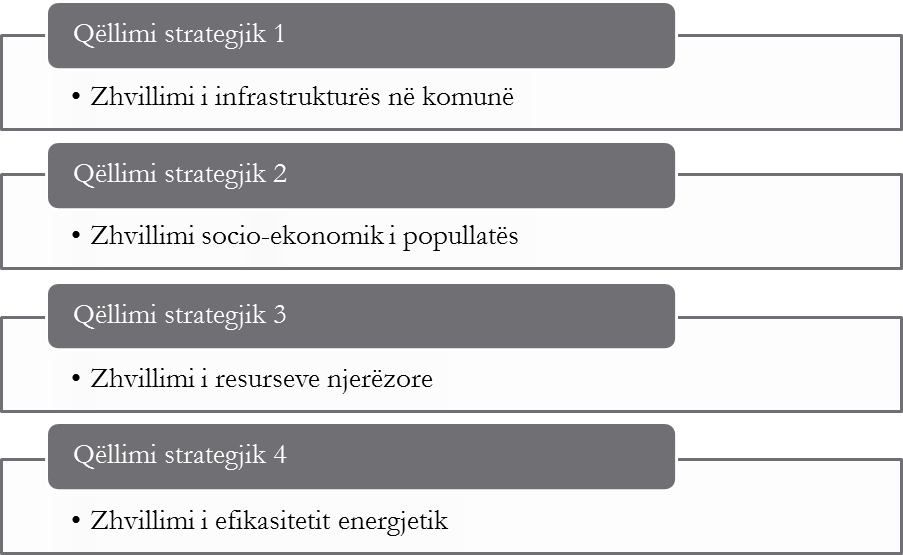 Qëllimi strategjik 1
• Zhvillimi i infrastrukturës në komunë
Qëllimi strategjik 2
• Zhvillimi socio-ekonomik i popullatës
Qëllimi strategjik 3
• Zhvillimi i resurseve njerëzore
Qëllimi strategjik 4
• Zhvillimi i efikasitetit energjetik